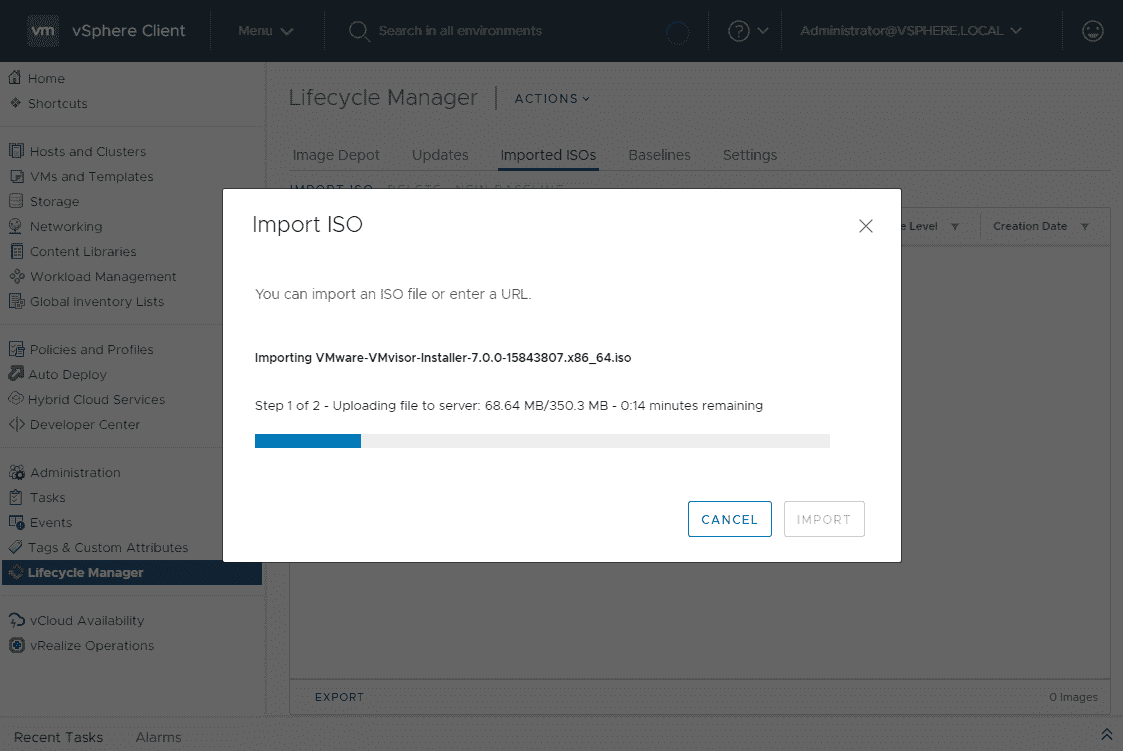 vm vSphere Client Menu Search in all environments Administrator@VSPHERE.LOCAL
Home
Shortcuts
Hosts and Clusters
VMs and Templates
Storage
Networking
Content Libraries
Workload Management
Global Inventory Lists
Policies and Profiles
Auto Deploy
Hybrid Cloud Services
Developer Center
Administration
Tasks
Events
Tags & Custom Attributes
Lifecycle Manager
vCloud Availability
vRealize Operations
Lifecycle Manager ACTIONS
Image Depot Updates Imported ISOs Baselines Settings
IMPORT ISO DELETE NEW BASELINE
Level Creation Date
Import ISO
You can import an ISO file or enter a URL.
Importing VMware-VMvisor-Installer-7.0.0-15843807.x86_64.iso
Step 1 of 2 - Uploading file to server: 68.64 MB/350.3 MB - 0:14 minutes remaining
CANCEL IMPORT
EXPORT 0 Images
Recent Tasks Alarms